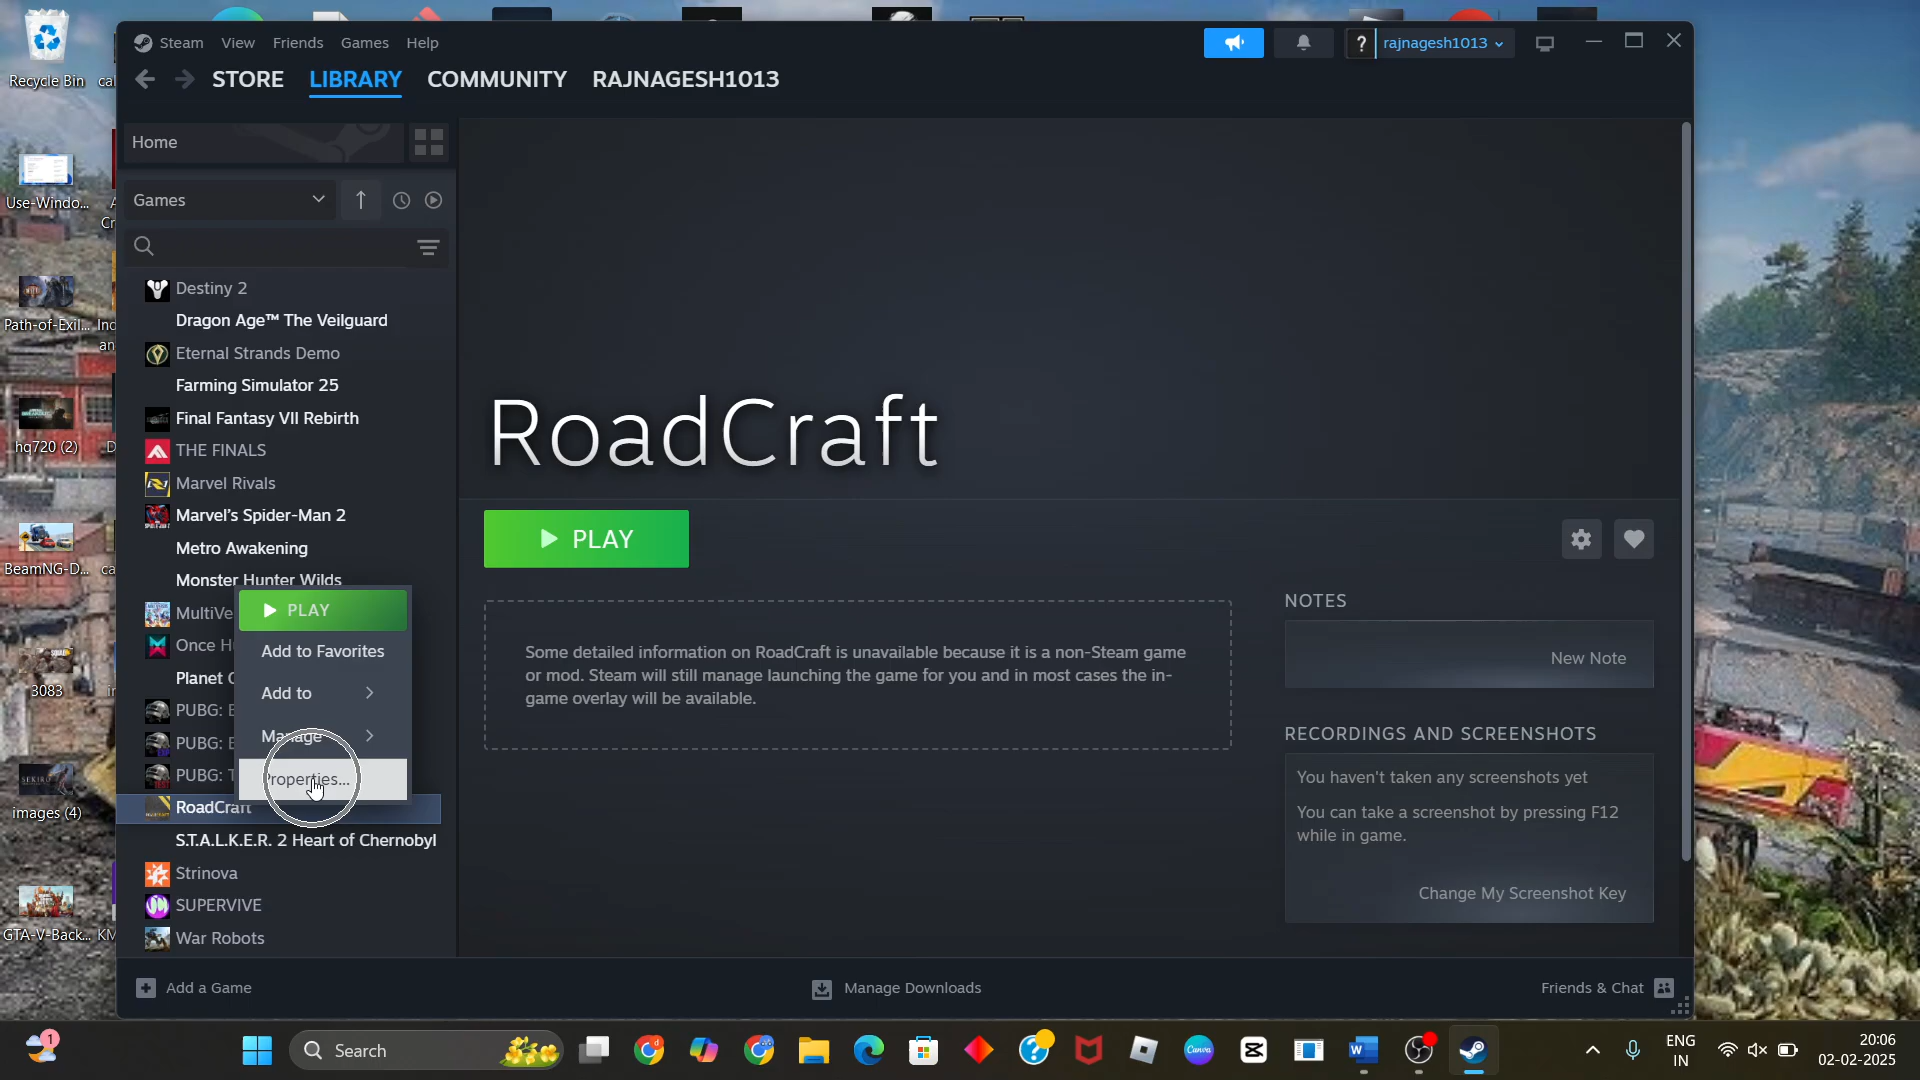 Steam View Friends Games Help
rajnagesh1013
STORE LIBRARY COMMUNITY RAJNAGESH1013
Home
Games
Destiny 2
Dragon Age™ The Veilguard
Eternal Strands Demo
Farming Simulator 25
Final Fantasy VII Rebirth
THE FINALS
Marvel Rivals
Marvel's Spider-Man 2
Metro Awakening
Monster Hunter Wilds
MultiVe
Once H
Planet
PUBG:
PUBG:
PUBG: T
RoadCraft
S.T.A.L.K.E.R. 2 Heart of Chernobyl
Strinova
SUPERVIVE
War Robots
PLAY
Add to Favorites
Add to
Manage
Properties...
RoadCraft
PLAY
Some detailed information on RoadCraft is unavailable because it is a non-Steam game
or mod. Steam will still manage launching the game for you and in most cases the in-
game overlay will be available.
NOTES
New Note
RECORDINGS AND SCREENSHOTS
You haven't taken any screenshots yet
You can take a screenshot by pressing F12
while in game.
Change My Screenshot Key
Add a Game
Manage Downloads
Friends & Chat
Recycle Bin
Use-Windo...
Path-of-Exil...
hq720 (2)
BeamNG-D...
3083
images (4)
GTA-V-Back...
1
Search
ENG
IN
20:06
02-02-2025